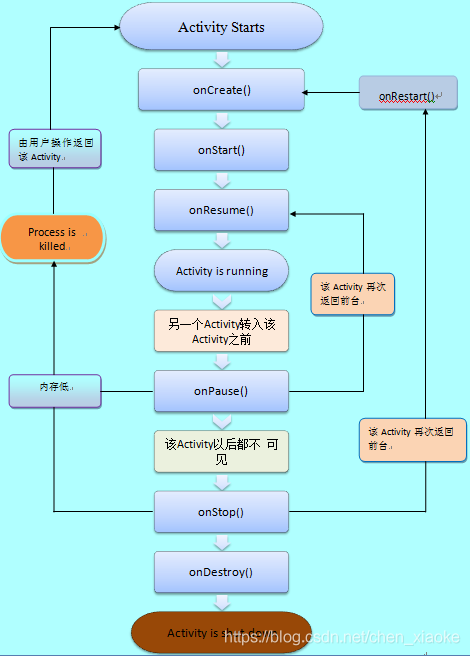 Activity Starts
onCreate()
onRestart()
由用户操作返回
该 Activity.
onStart()
onResume()
Process is
killed
Activity is running
该 Activity 再次
返回前台.
另一个Activity转入该
Activity之前
内存低.
onPause()
该 Activity 再次返回
前台.
该Activity以后都不 可
见
onStop()
onDestroy()
Activity is shut down
https://blog.csdn.net/chen_xiaoke